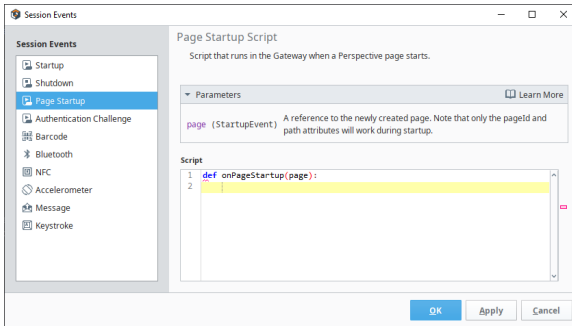 Session Events
Session Events
Startup
Shutdown
Page Startup
Authentication Challenge
Barcode
Bluetooth
NFC
Accelerometer
Message
Keystroke
Page Startup Script
Script that runs in the Gateway when a Perspective page starts.
Parameters
Learn More
page (StartupEvent)
A reference to the newly created page. Note that only the pageId and
path attributes will work during startup.
Script
1 def onPageStartup(page):
2
OK
Apply
Cancel